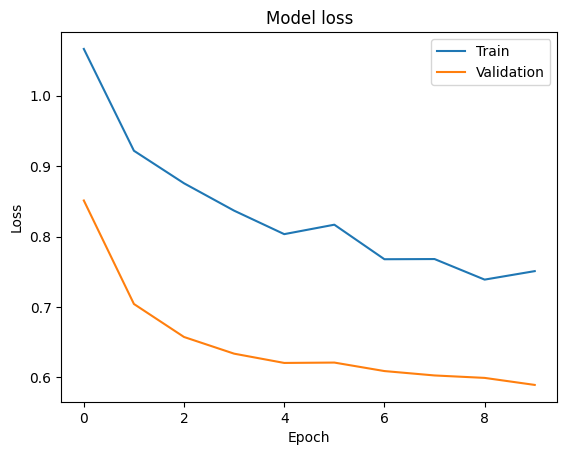 Model loss
Train
Validation
1.0
0.9
0.8
0.7
0.6
Loss
0 2 4 6 8
Epoch